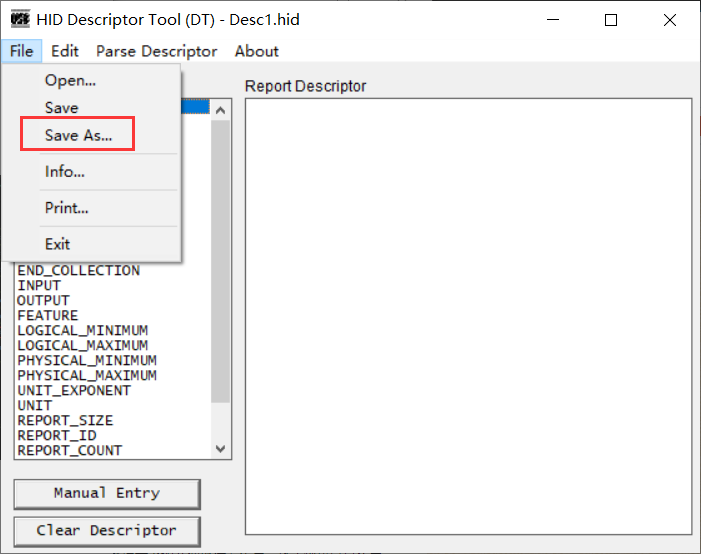 HID Descriptor Tool (DT) - Desc1.hid
File Edit Parse Descriptor About
Open...
Save
Save As...
Info...
Print...
Exit
Report Descriptor
END_COLLECTION
INPUT
OUTPUT
FEATURE
LOGICAL_MINIMUM
LOGICAL_MAXIMUM
PHYSICAL_MINIMUM
PHYSICAL_MAXIMUM
UNIT_EXPONENT
UNIT
REPORT_SIZE
REPORT_ID
REPORT_COUNT
Manual Entry
Clear Descriptor